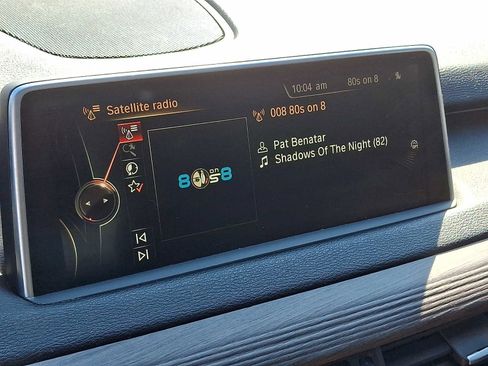 10:04 am 80s on 8
Satellite radio
008 80s on 8
Pat Benatar
Shadows Of The Night (82)
8 on 8